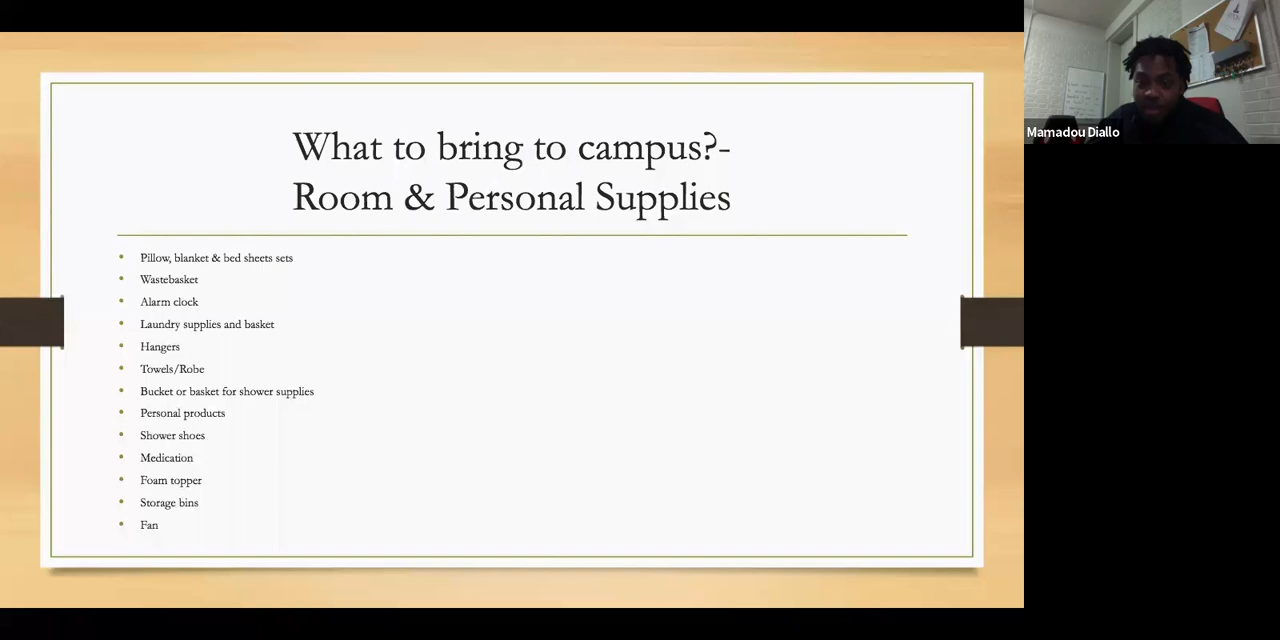 What to bring to campus?-
Room & Personal Supplies
Pillow, blanket & bed sheets sets
Wastebasket
Alarm clock
Laundry supplies and basket
Hangers
Towels/Robe
Bucket or basket for shower supplies
Personal products
Shower shoes
Medication
Foam topper
Storage bins
Fan
Mamadou Diallo